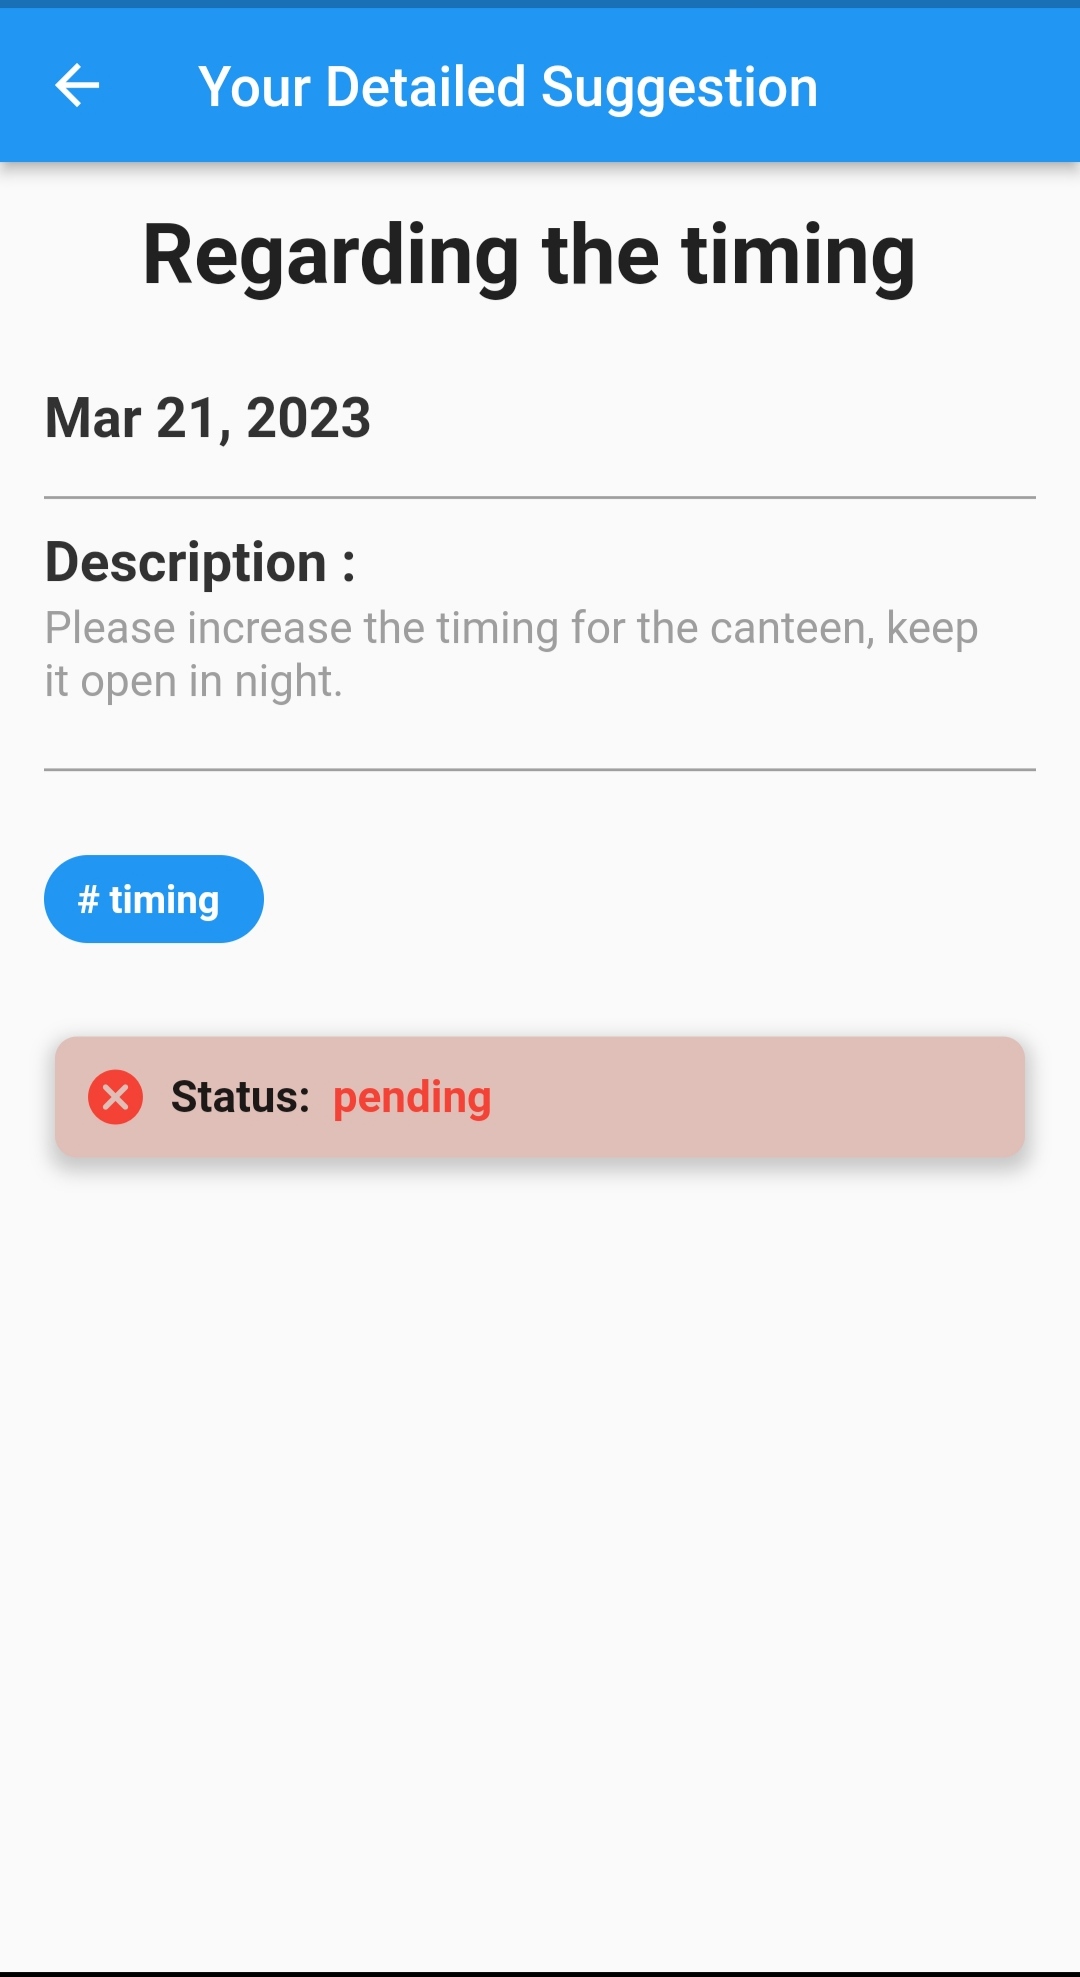 Your Detailed Suggestion
Regarding the timing
Mar 21, 2023
Description :
Please increase the timing for the canteen, keep
it open in night.
# timing
Status: pending